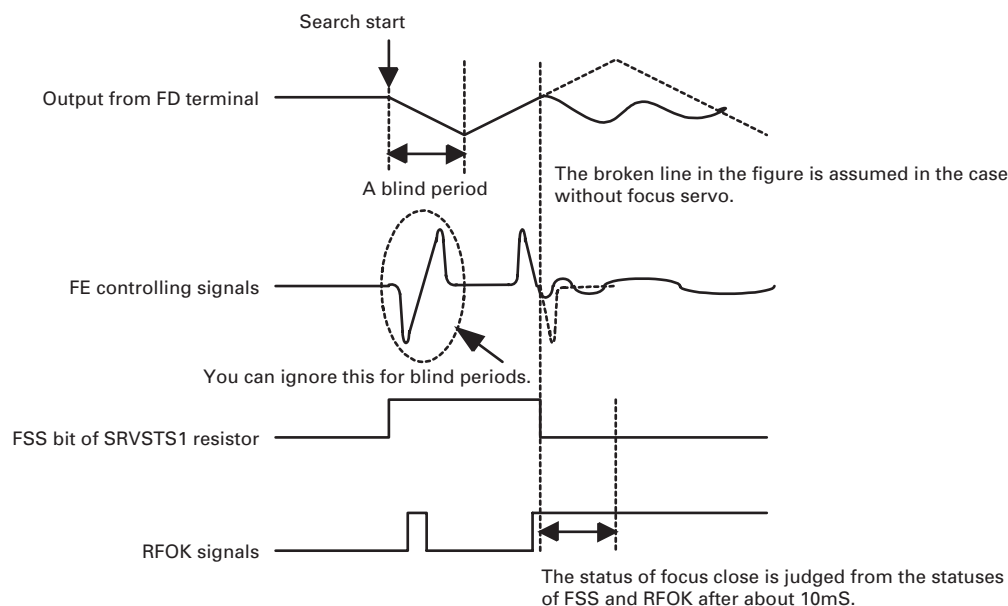 Search start
Output from FD terminal
A blind period
The broken line in the figure is assumed in the case
without focus servo.
FE controlling signals
You can ignore this for blind periods.
FSS bit of SRVSTS1 resistor
RFOK signals
The status of focus close is judged from the statuses
of FSS and RFOK after about 10mS.